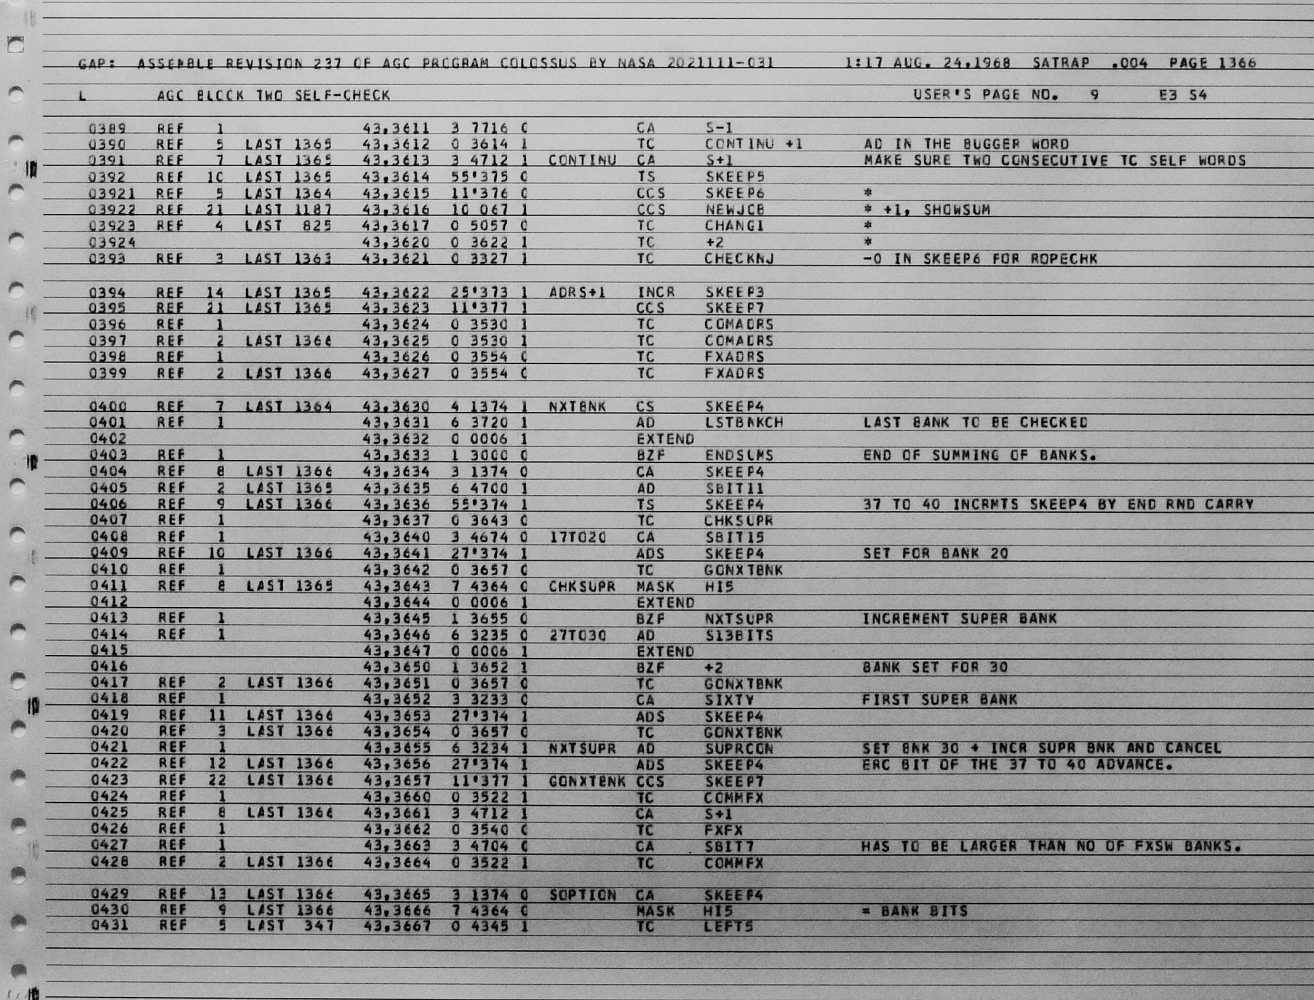 GAP: ASSEMBLE REVISION 237 OF AGC PROGRAM COLOSSUS BY NASA 2021111-031 1:17 AUG. 24,1968 SATRAP .004 PAGE 1366
L AGC BLOCK TWO SELF-CHECK USER'S PAGE NO. 9 E3 S4
0389 REF 1 43,3611 3 7716 0 CA S-1
0390 REF 5 LAST 1365 43,3612 0 3614 1 TC CONTINU +1 AD IN THE BUGGER WORD
0391 REF 7 LAST 1365 43,3613 3 4712 1 CONTINU CA S+1 MAKE SURE TWO CONSECUTIVE TC SELF WORDS
0392 REF 10 LAST 1365 43,3614 55'375 0 TS SKEEP5
03921 REF 5 LAST 1364 43,3615 11'376 0 CCS SKEEP6 *
03922 REF 21 LAST 1187 43,3616 10 067 1 CCS NEWJOB * +1, SHOWSUM
03923 REF 4 LAST 825 43,3617 0 5057 0 TC CHANG1 *
03924 43,3620 0 3622 1 TC +2 *
0393 REF 3 LAST 1363 43,3621 0 3327 1 TC CHECKNJ -0 IN SKEEP6 FOR ROPECHK
0394 REF 14 LAST 1365 43,3622 25'373 1 ADRS+1 INCR SKEEP3
0395 REF 21 LAST 1365 43,3623 11'377 1 CCS SKEEP7
0396 REF 1 43,3624 0 3530 1 TC COMADRS
0397 REF 2 LAST 1366 43,3625 0 3530 1 TC COMADRS
0398 REF 1 43,3626 0 3554 0 TC FXADRS
0399 REF 2 LAST 1366 43,3627 0 3554 0 TC FXADRS
0400 REF 7 LAST 1364 43,3630 4 1374 1 NXTBNK CS SKEEP4
0401 REF 1 43,3631 6 3720 1 AD LSTBNKCH LAST BANK TO BE CHECKED
0402 43,3632 0 0006 1 EXTEND
0403 REF 1 43,3633 1 3000 0 BZF ENDSUMS END OF SUMMING OF BANKS.
0404 REF 8 LAST 1366 43,3634 3 1374 0 CA SKEEP4
0405 REF 2 LAST 1365 43,3635 6 4700 1 AD SBIT11
0406 REF 9 LAST 1366 43,3636 55'374 1 TS SKEEP4 37 TO 40 INCRMTS SKEEP4 BY END RND CARRY
0407 REF 1 43,3637 0 3643 0 TC CHKSUPR
0408 REF 1 43,3640 3 4674 0 17TO20 CA SBIT15
0409 REF 10 LAST 1366 43,3641 27'374 1 ADS SKEEP4 SET FOR BANK 20
0410 REF 1 43,3642 0 3657 0 TC GONXTBNK
0411 REF 8 LAST 1365 43,3643 7 4364 0 CHKSUPR MASK HI5
0412 43,3644 0 0006 1 EXTEND
0413 REF 1 43,3645 1 3655 0 BZF NXTSUPR INCREMENT SUPER BANK
0414 REF 1 43,3646 6 3235 0 27TO30 AD S13BITS
0415 43,3647 0 0006 1 EXTEND
0416 43,3650 1 3652 1 BZF +2 BANK SET FOR 30
0417 REF 2 LAST 1366 43,3651 0 3657 0 TC GONXTBNK
0418 REF 1 43,3652 3 3233 0 CA SIXTY FIRST SUPER BANK
0419 REF 11 LAST 1366 43,3653 27'374 1 ADS SKEEP4
0420 REF 3 LAST 1366 43,3654 0 3657 0 TC GONXTBNK
0421 REF 1 43,3655 6 3234 1 NXTSUPR AD SUPRCON SET BNK 30 + INCR SUPR BNK AND CANCEL
0422 REF 12 LAST 1366 43,3656 27'374 1 ADS SKEEP4 ERC BIT OF THE 37 TO 40 ADVANCE.
0423 REF 22 LAST 1366 43,3657 11'377 1 GONXTBNK CCS SKEEP7
0424 REF 1 43,3660 0 3522 1 TC COMMFX
0425 REF 8 LAST 1366 43,3661 3 4712 1 CA S+1
0426 REF 1 43,3662 0 3540 0 TC FXFX
0427 REF 1 43,3663 3 4704 0 CA SBIT7 HAS TO BE LARGER THAN NO OF FXSW BANKS.
0428 REF 2 LAST 1366 43,3664 0 3522 1 TC COMMFX
0429 REF 13 LAST 1366 43,3665 3 1374 0 SOPTION CA SKEEP4
0430 REF 9 LAST 1366 43,3666 7 4364 0 MASK HI5 = BANK BITS
0431 REF 5 LAST 347 43,3667 0 4345 1 TC LEFT5